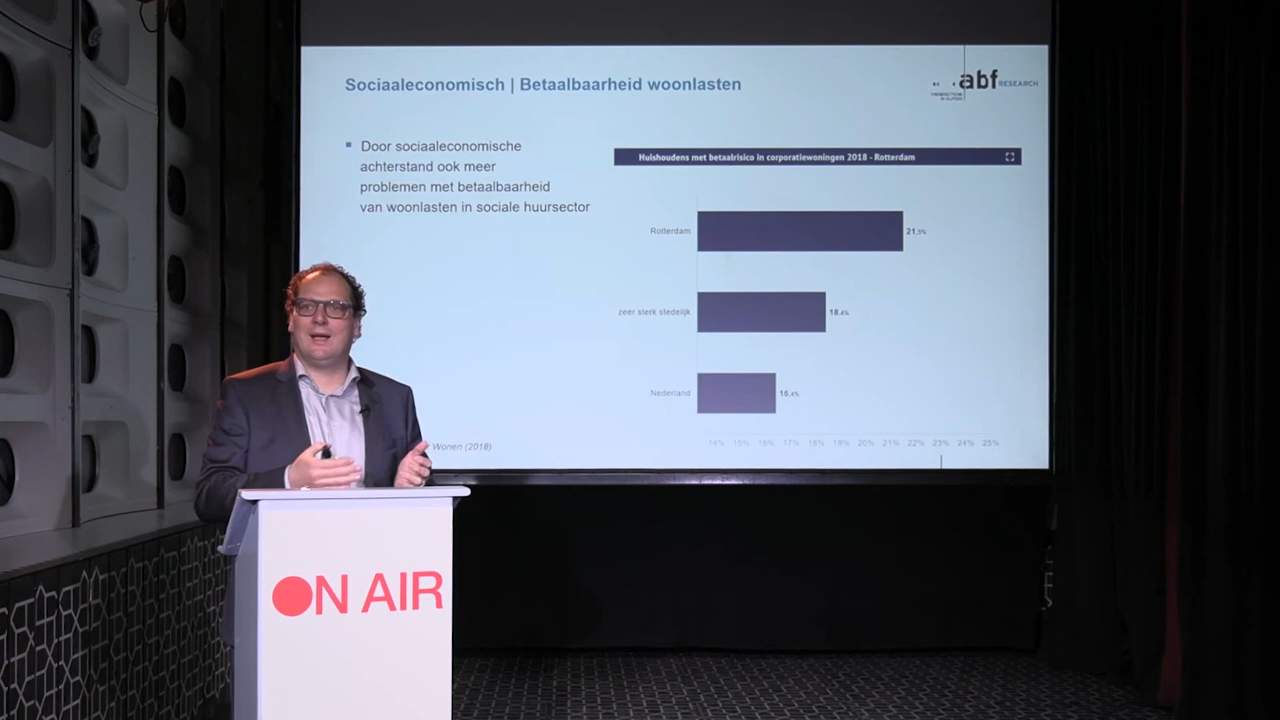 Sociaaleconomisch | Betaalbaarheid woonlasten
abf RESEARCH
Door sociaaleconomische
achterstand ook meer
problemen met betaalbaarheid
van woonlasten in sociale huursector
Huishoudens met betaalrisico in corporatiewoningen 2018 - Rotterdam
Rotterdam
21,5%
zeer sterk stedelijk
18,4%
Nederland
16,4%
14% 15% 16% 17% 18% 19% 20% 21% 22% 23% 24% 25%
Wonen (2018)
ON AIR